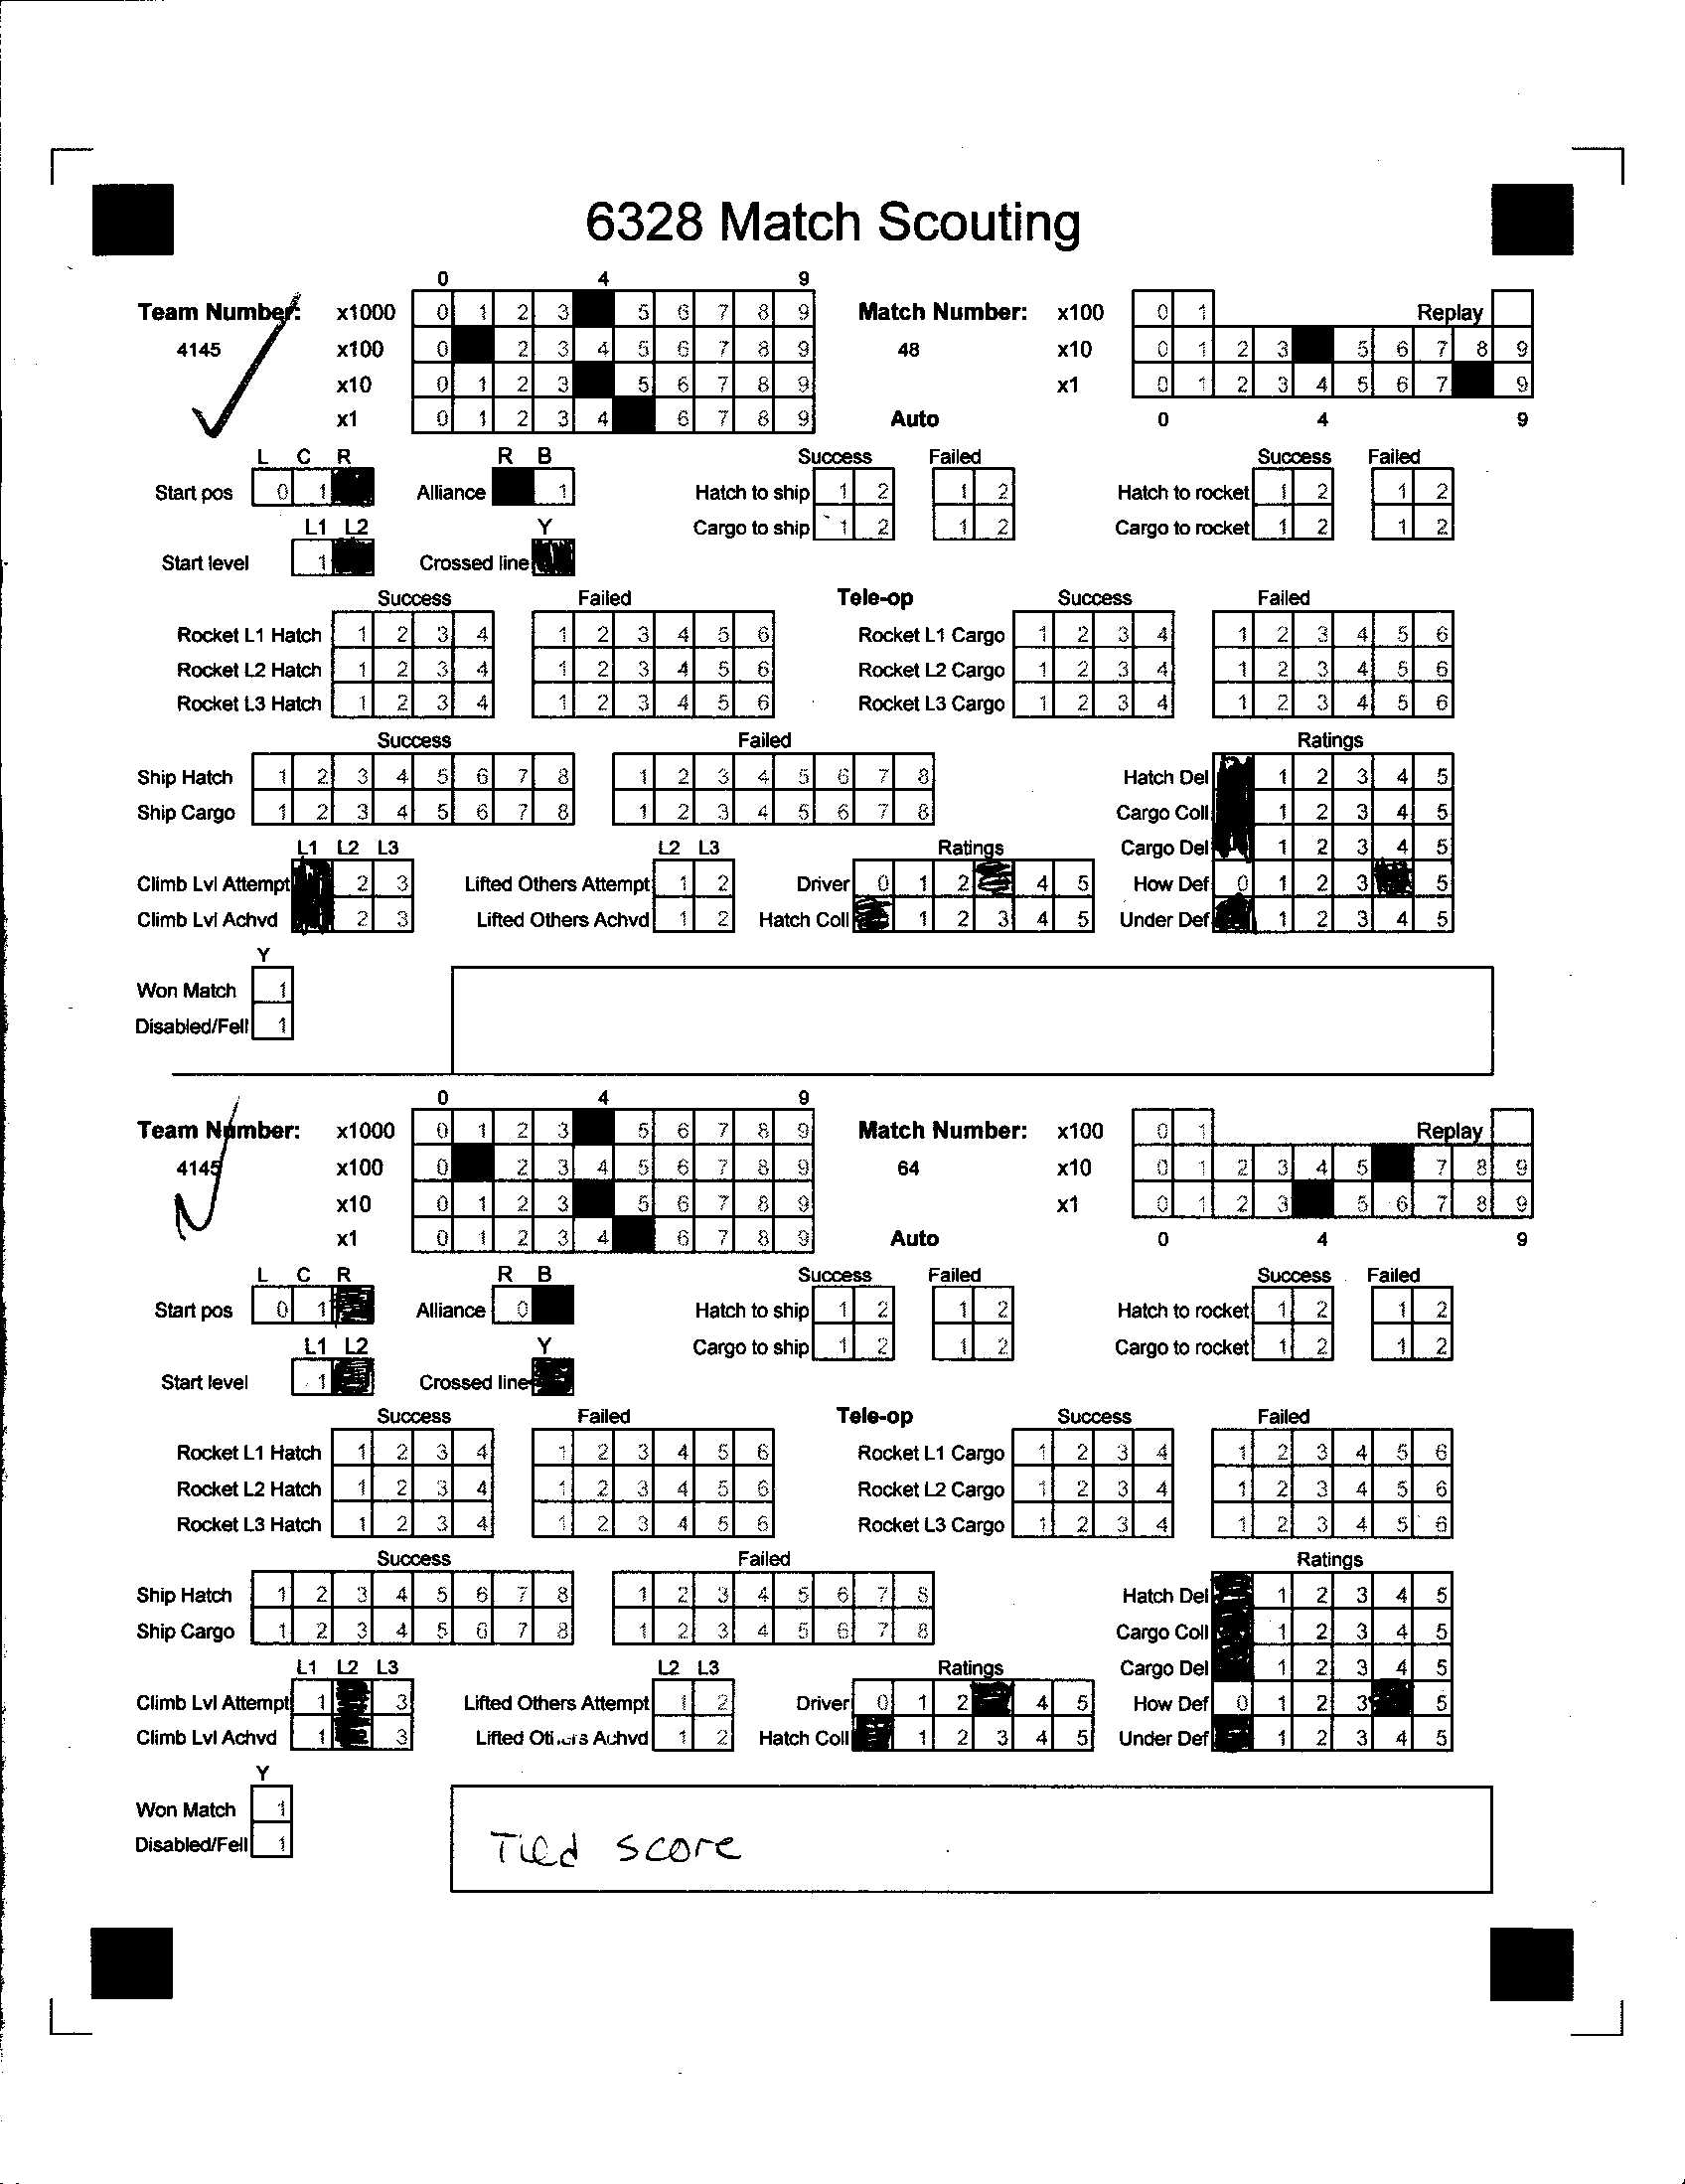 6328 Match Scouting
0 4 9
Team Number: x1000 0 1 2 3 5 6 7 8 9 Match Number: x100 0 1 Replay
4145 x100 0 2 3 4 5 6 7 8 9 48 x10 0 1 2 3 5 6 7 8 9
x10 0 1 2 3 5 6 7 8 9 x1 0 1 2 3 4 5 6 7 9
x1 0 1 2 3 4 6 7 8 9 Auto 0 4 9
L C R R B Success Failed Success Failed
Start pos 0 1 Alliance 1 Hatch to ship 1 2 1 2 Hatch to rocket 1 2 1 2
L1 L2 Y Cargo to ship 1 2 1 2 Cargo to rocket 1 2 1 2
Start level 1 Crossed line
Success Failed Tele-op Success Failed
Rocket L1 Hatch 1 2 3 4 1 2 3 4 5 6 Rocket L1 Cargo 1 2 3 4 1 2 3 4 5 6
Rocket L2 Hatch 1 2 3 4 1 2 3 4 5 6 Rocket L2 Cargo 1 2 3 4 1 2 3 4 5 6
Rocket L3 Hatch 1 2 3 4 1 2 3 4 5 6 Rocket L3 Cargo 1 2 3 4 1 2 3 4 5 6
Success Failed Ratings
Ship Hatch 1 2 3 4 5 6 7 8 1 2 3 4 5 6 7 8 Hatch Del 1 2 3 4 5
Ship Cargo 1 2 3 4 5 6 7 8 1 2 3 4 5 6 7 8 Cargo Coll 1 2 3 4 5
L1 L2 L3 L2 L3 Ratings Cargo Del 1 2 3 4 5
Climb Lvl Attempt 2 3 Lifted Others Attempt 1 2 Driver 0 1 2 4 5 How Def 0 1 2 3 5
Climb Lvl Achvd 2 3 Lifted Others Achvd 1 2 Hatch Coll 1 2 3 4 5 Under Def 1 2 3 4 5
Y
Won Match 1
Disabled/Fell 1
0 4 9
Team Number: x1000 0 1 2 3 5 6 7 8 9 Match Number: x100 0 1 Replay
4145 x100 0 2 3 4 5 6 7 8 9 64 x10 0 1 2 3 4 5 7 8 9
x10 0 1 2 3 5 6 7 8 9 x1 0 1 2 3 5 6 7 8 9
x1 0 1 2 3 4 6 7 8 9 Auto 0 4 9
L C R R B Success Failed Success Failed
Start pos 0 1 Alliance 0 Hatch to ship 1 2 1 2 Hatch to rocket 1 2 1 2
L1 L2 Y Cargo to ship 1 2 1 2 Cargo to rocket 1 2 1 2
Start level 1 Crossed line
Success Failed Tele-op Success Failed
Rocket L1 Hatch 1 2 3 4 1 2 3 4 5 6 Rocket L1 Cargo 1 2 3 4 1 2 3 4 5 6
Rocket L2 Hatch 1 2 3 4 1 2 3 4 5 6 Rocket L2 Cargo 1 2 3 4 1 2 3 4 5 6
Rocket L3 Hatch 1 2 3 4 1 2 3 4 5 6 Rocket L3 Cargo 1 2 3 4 1 2 3 4 5 6
Success Failed Ratings
Ship Hatch 1 2 3 4 5 6 7 8 1 2 3 4 5 6 7 8 Hatch Del 1 2 3 4 5
Ship Cargo 1 2 3 4 5 6 7 8 1 2 3 4 5 6 7 8 Cargo Coll 1 2 3 4 5
L1 L2 L3 L2 L3 Ratings Cargo Del 1 2 3 4 5
Climb Lvl Attempt 1 3 Lifted Others Attempt 1 2 Driver 0 1 2 4 5 How Def 0 1 2 3 5
Climb Lvl Achvd 1 3 Lifted Others Achvd 1 2 Hatch Coll 1 2 3 4 5 Under Def 1 2 3 4 5
Y
Won Match 1
Disabled/Fell 1
Tied score